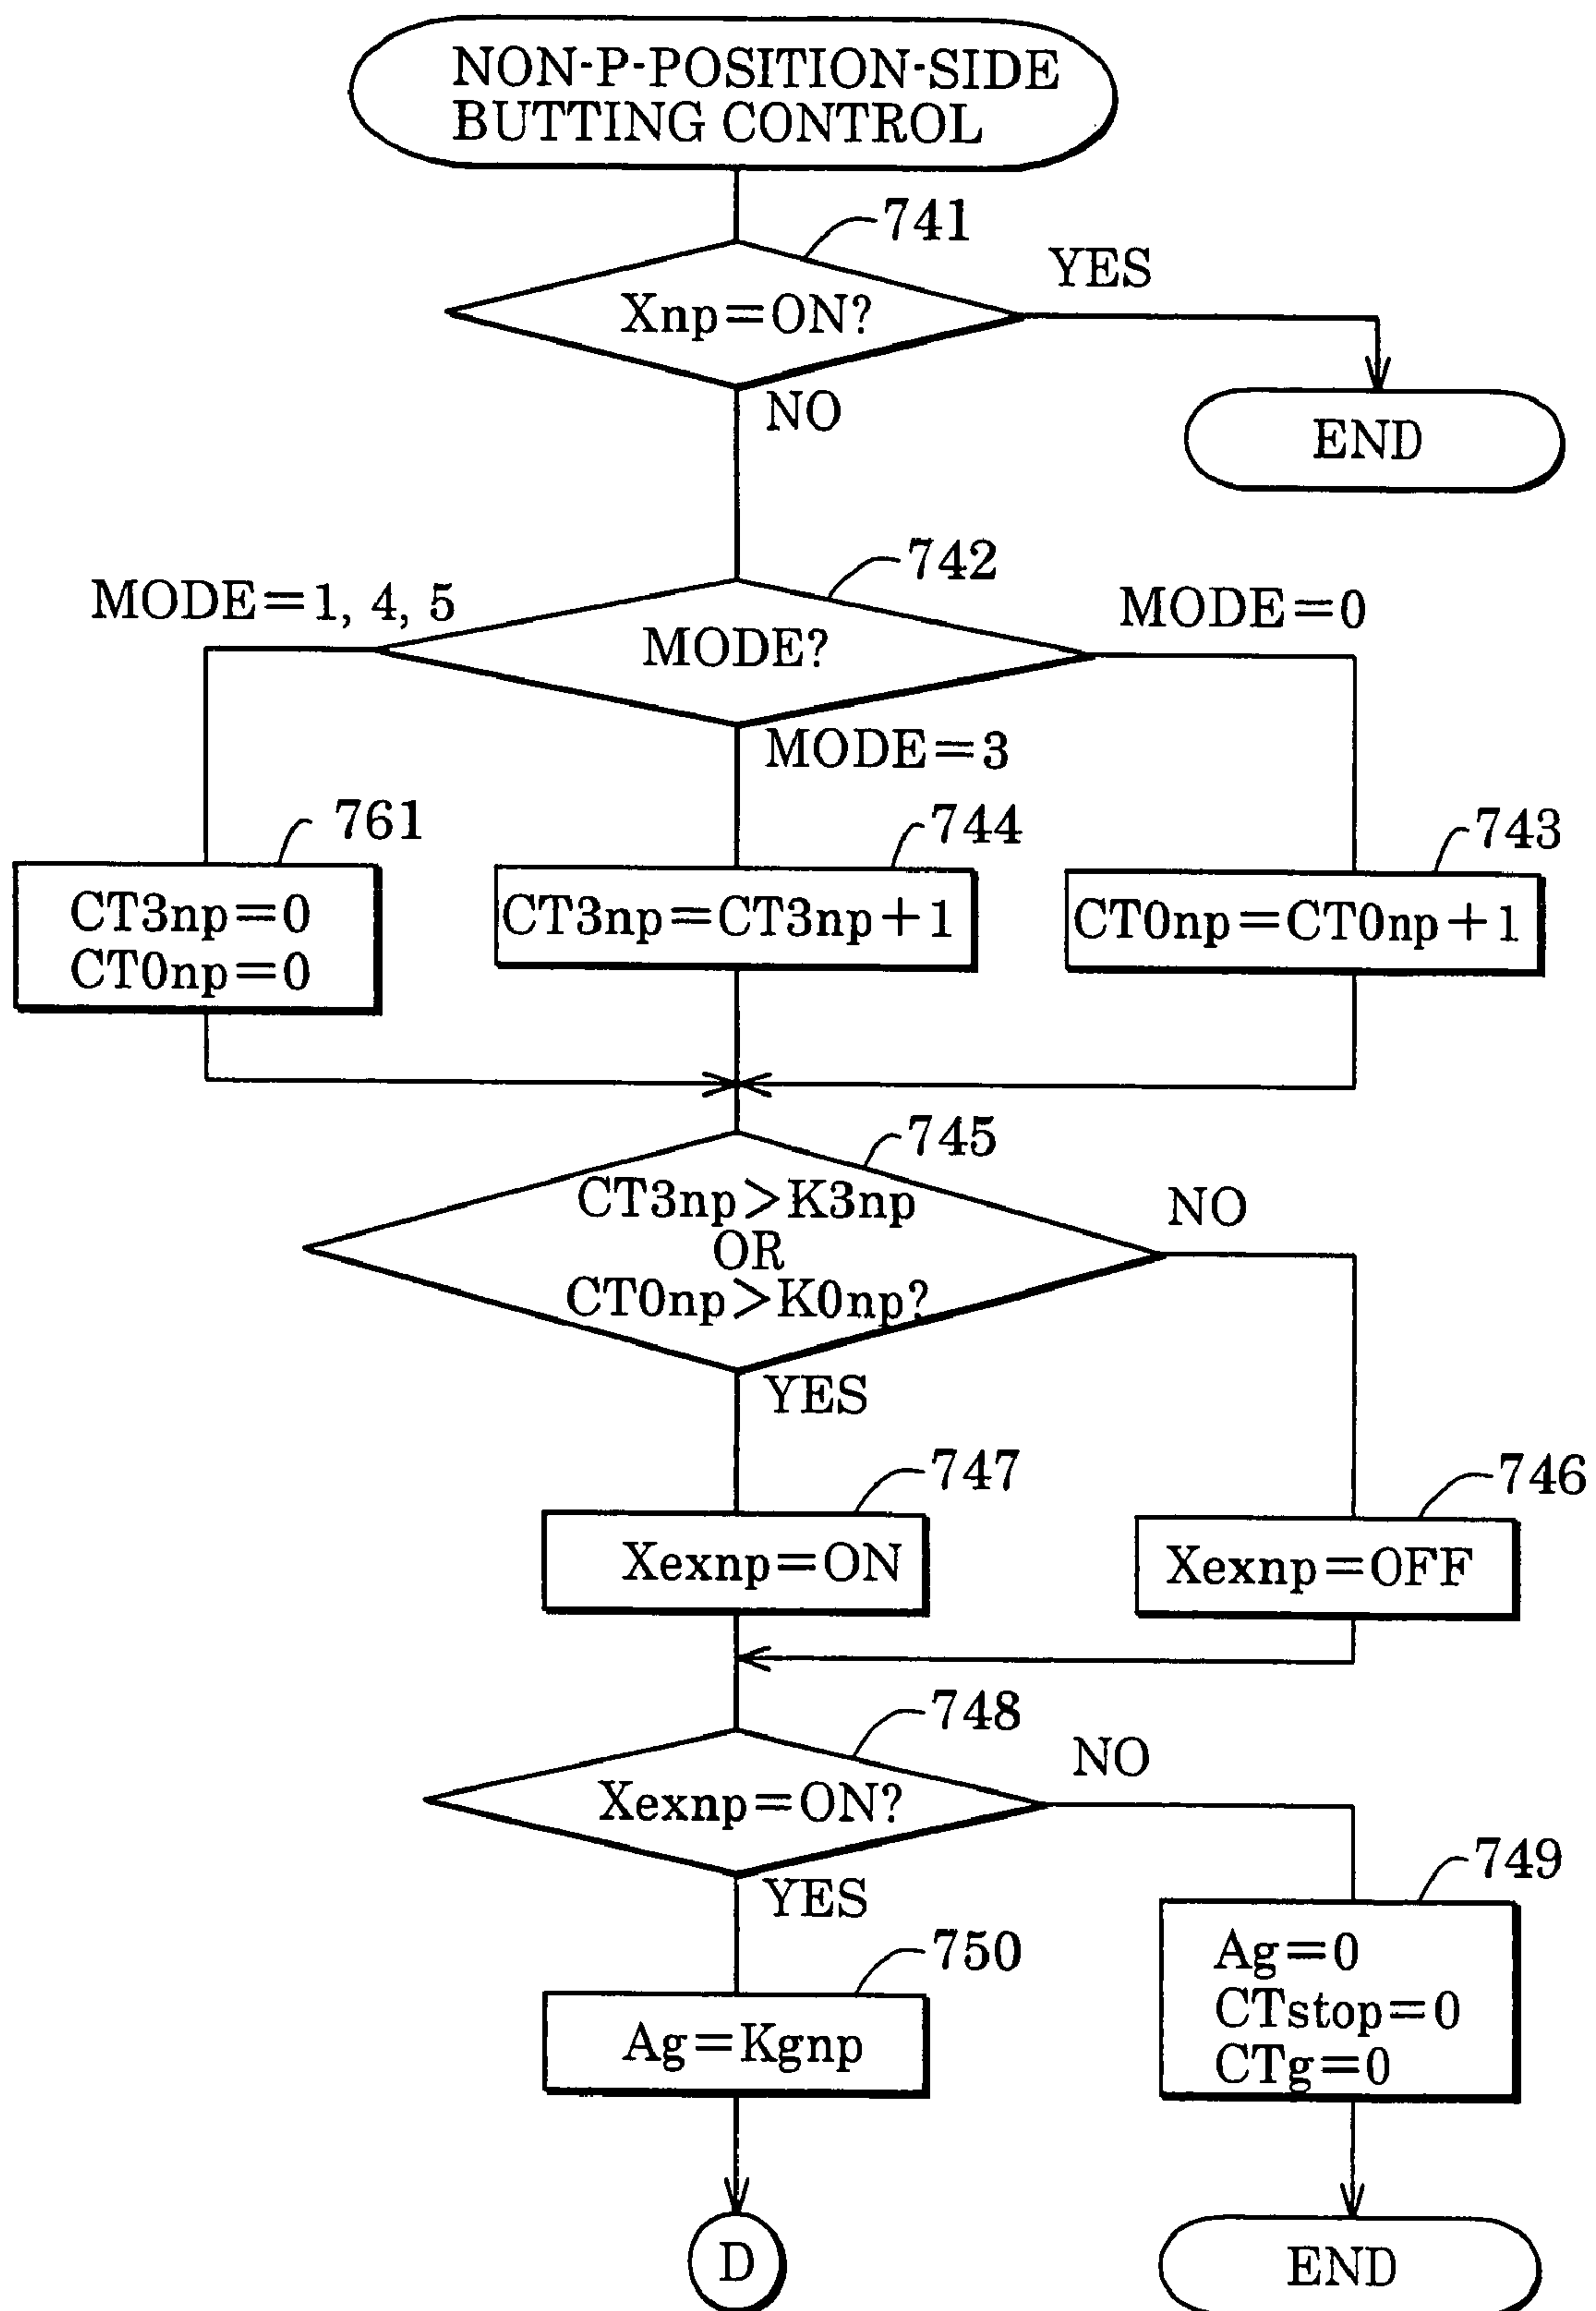 NON-P-POSITION-SIDE
BUTTING CONTROL
741
Xnp=ON?
YES
NO
END
742
MODE=1, 4, 5
MODE?
MODE=0
MODE=3
761
744
743
CT3np=0
CT0np=0
CT3np=CT3np+1
CT0np=CT0np+1
745
CT3np>K3np
OR
CT0np>K0np?
NO
YES
747
746
Xexnp=ON
Xexnp=OFF
748
Xexnp=ON?
NO
YES
749
750
Ag=0
CTstop=0
CTg=0
Ag=Kgnp
D
END